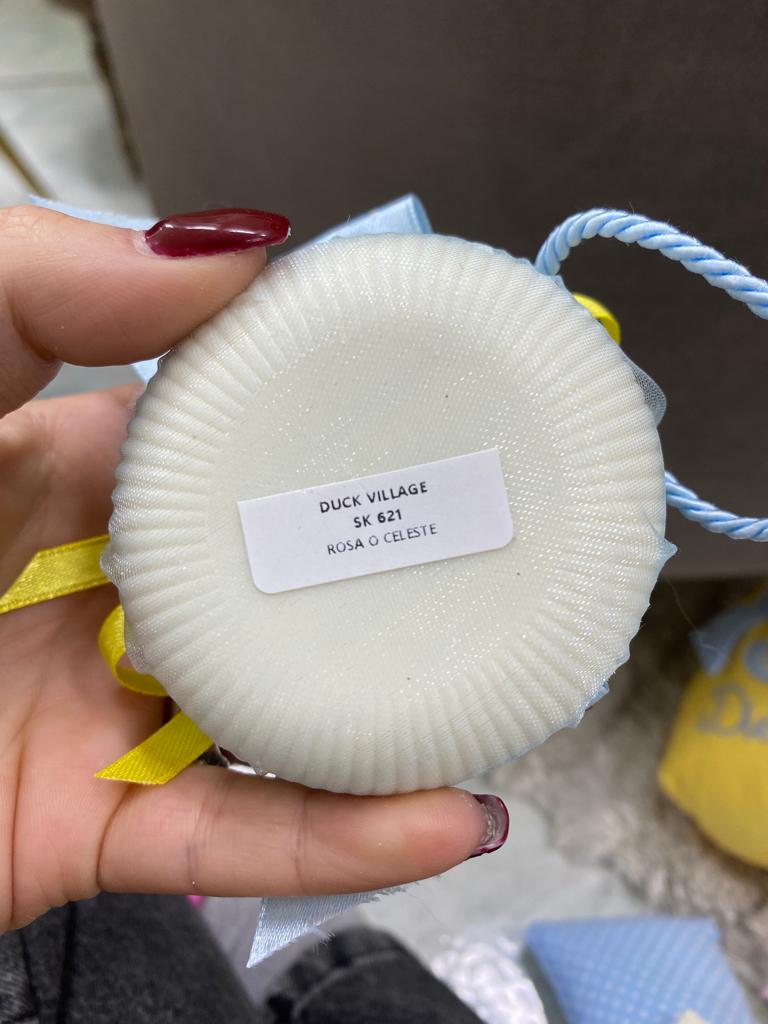 DUCK VILLAGE
SK 621
ROSA O CELESTE